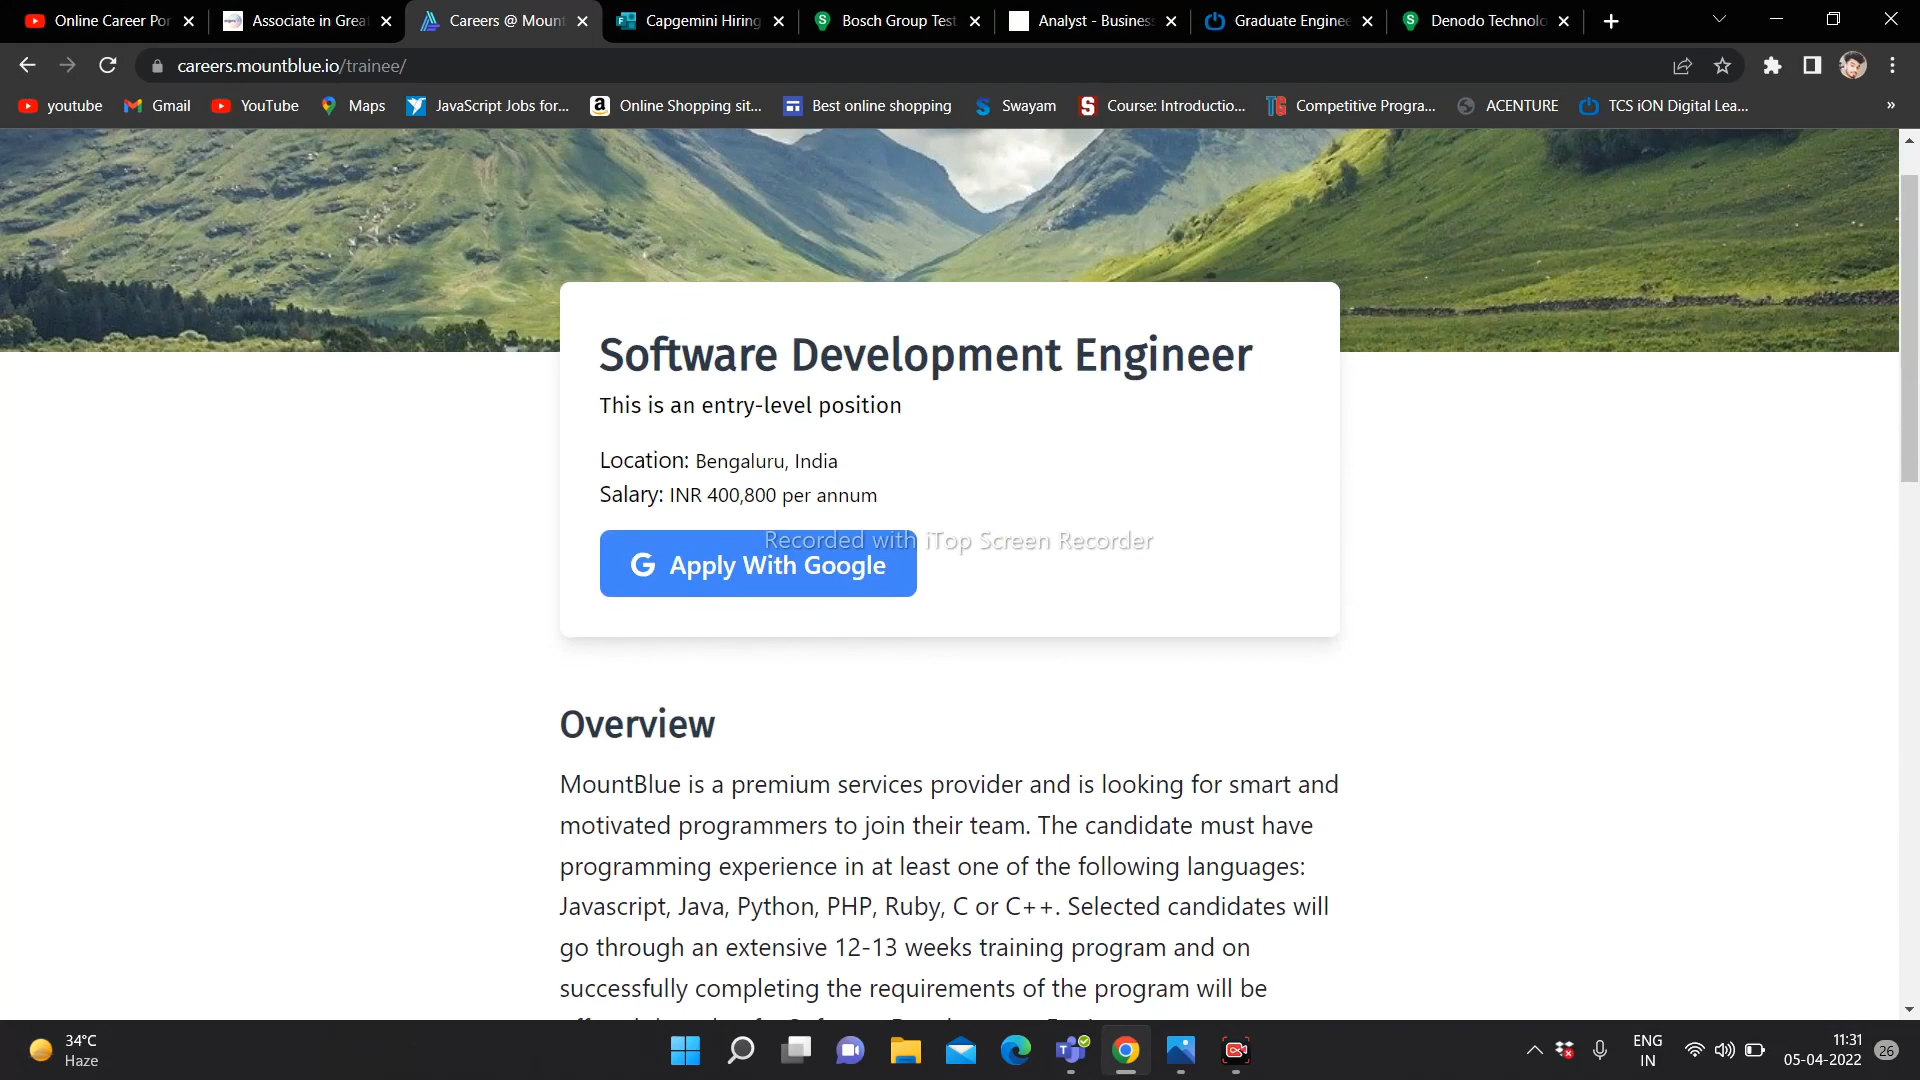 Online Career Por
Associate in Grea
Careers @ Mount
Capgemini Hiring
Bosch Group Test
Analyst - Business
Graduate Enginee
Denodo Technolo
careers.mountblue.io/trainee/
youtube
Gmail
YouTube
Maps
JavaScript Jobs for...
Online Shopping sit...
Best online shopping
Swayam
Course: Introductio...
Competitive Progra...
ACENTURE
TCS iON Digital Lea...
»
Software Development Engineer
This is an entry-level position
Location: Bengaluru, India
Salary: INR 400,800 per annum
Recorded with iTop Screen Recorder
G Apply With Google
Overview
MountBlue is a premium services provider and is looking for smart and
motivated programmers to join their team. The candidate must have
programming experience in at least one of the following languages:
Javascript, Java, Python, PHP, Ruby, C or C++. Selected candidates will
go through an extensive 12-13 weeks training program and on
successfully completing the requirements of the program will be
34°C
Haze
ENG
IN
11:31
05-04-2022
26